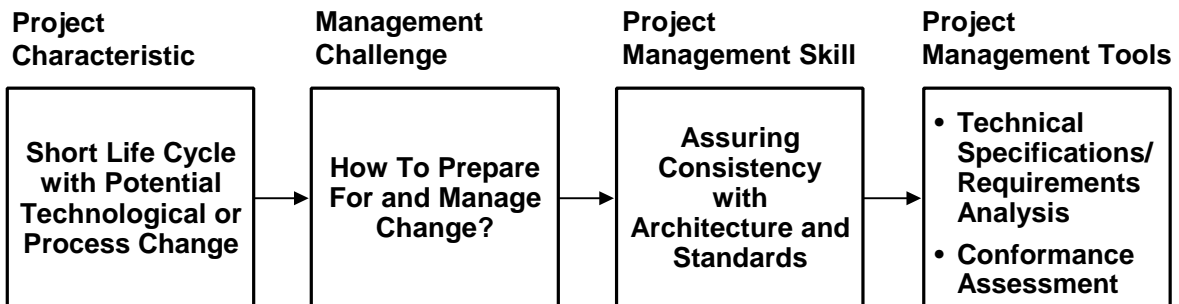 Project
Characteristic
Management
Challenge
Project
Management Skill
Project
Management Tools
Short Life Cycle
with Potential
Technological or
Process Change
How To Prepare
For and Manage
Change?
Assuring
Consistency
with
Architecture and
Standards
• Technical
Specifications/
Requirements
Analysis
• Conformance
Assessment